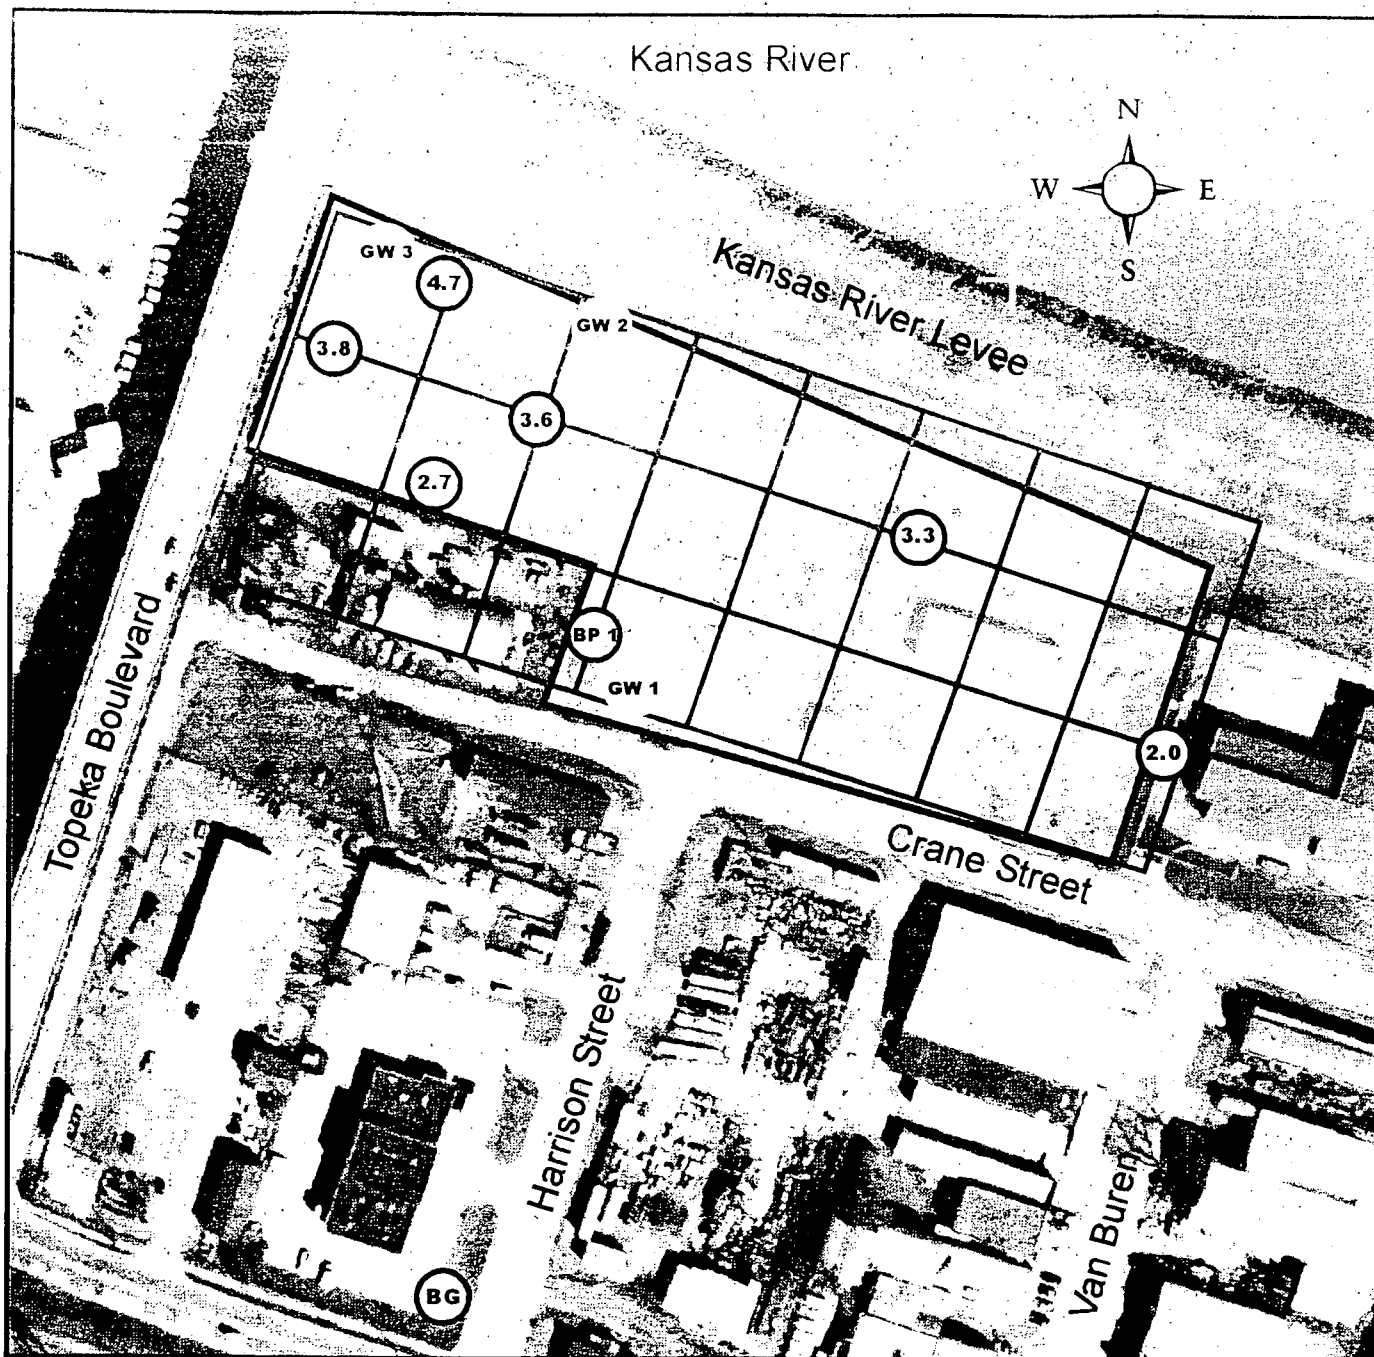 Kansas River
N
W E
S
Kansas River Levee
GW 3
4.7
GW 2
3.8
3.6
2.7
3.3
BP 1
GW 1
2.0
Topeka Boulevard
Crane Street
Harrison Street
Van Buren
BG